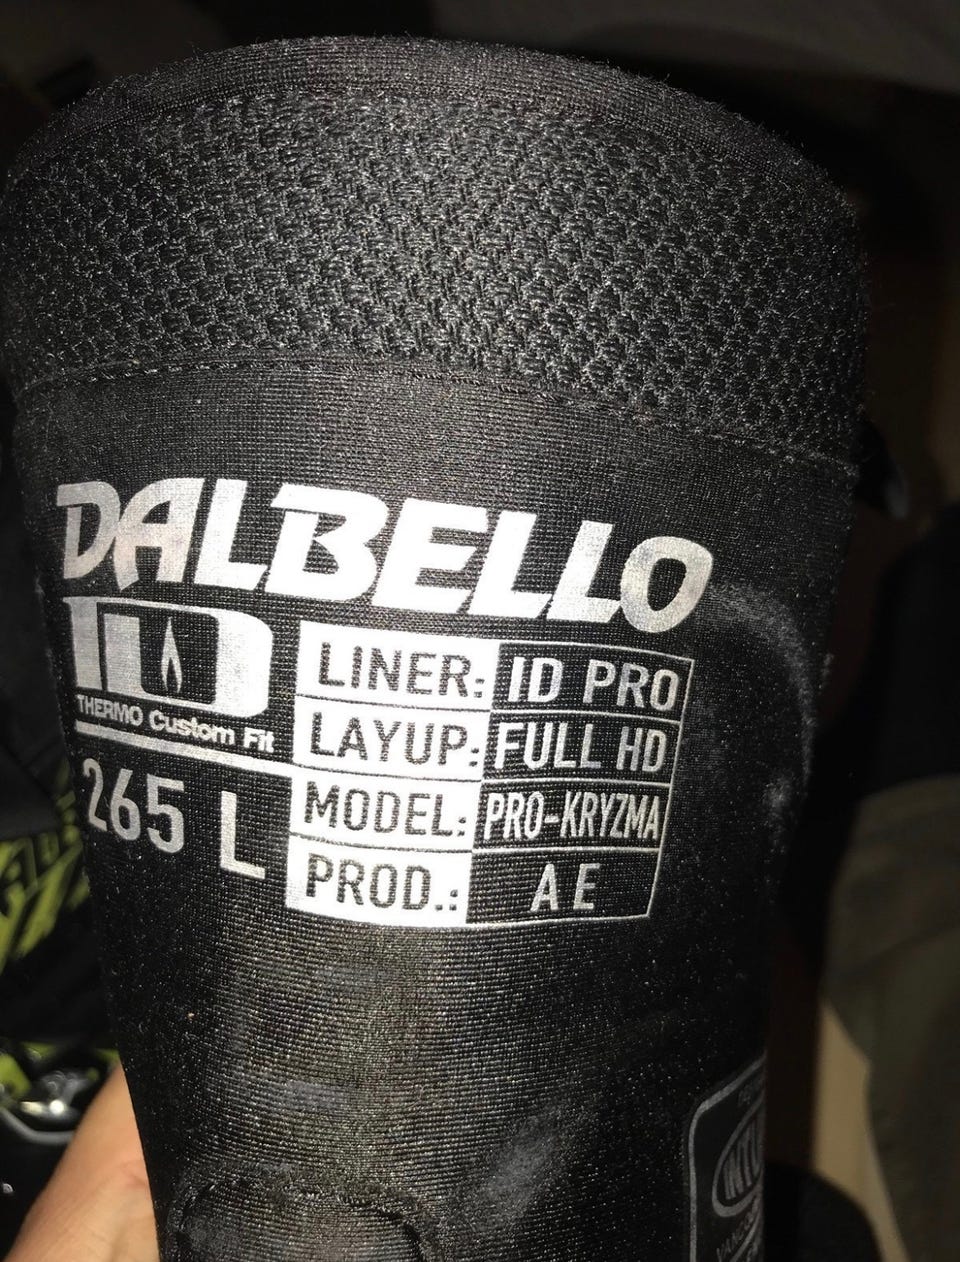 DALBELLO
ID
THERMO Custom Fit
265 L
LINER: ID PRO
LAYUP: FULL HD
MODEL: PRO-KRYZMA
PROD.: A E